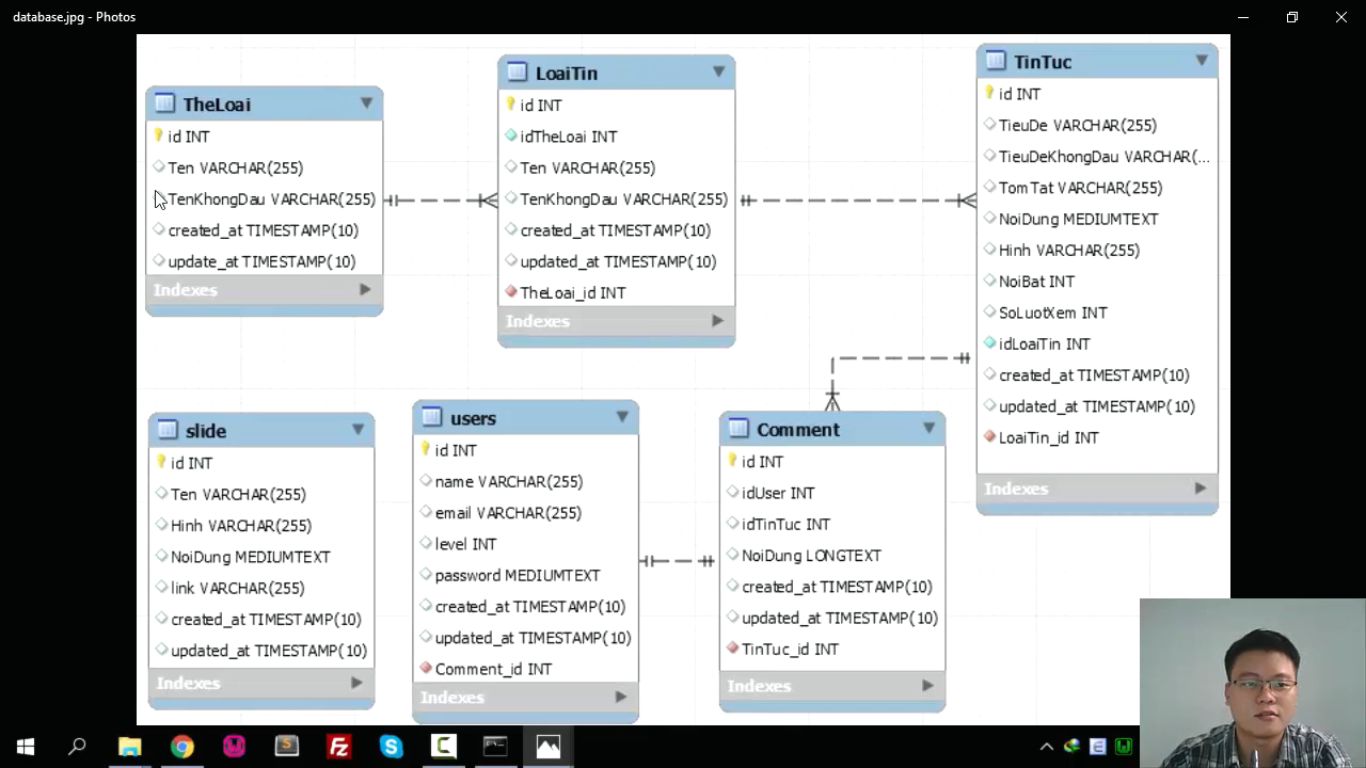 database.jpg - Photos
TheLoai
id INT
Ten VARCHAR(255)
TenKhongDau VARCHAR(255)
created_at TIMESTAMP(10)
update_at TIMESTAMP(10)
Indexes
LoaiTin
id INT
idTheLoai INT
Ten VARCHAR(255)
TenKhongDau VARCHAR(255)
created_at TIMESTAMP(10)
updated_at TIMESTAMP(10)
TheLoai_id INT
Indexes
TinTuc
id INT
TieuDe VARCHAR(255)
TieuDeKhongDau VARCHAR(...
TomTat VARCHAR(255)
NoiDung MEDIUMTEXT
Hinh VARCHAR(255)
NoiBat INT
SoLuotXem INT
idLoaiTin INT
created_at TIMESTAMP(10)
updated_at TIMESTAMP(10)
LoaiTin_id INT
Indexes
slide
id INT
Ten VARCHAR(255)
Hinh VARCHAR(255)
NoiDung MEDIUMTEXT
link VARCHAR(255)
created_at TIMESTAMP(10)
updated_at TIMESTAMP(10)
Indexes
users
id INT
name VARCHAR(255)
email VARCHAR(255)
level INT
password MEDIUMTEXT
created_at TIMESTAMP(10)
updated_at TIMESTAMP(10)
Comment_id INT
Indexes
Comment
id INT
idUser INT
idTinTuc INT
NoiDung LONGTEXT
created_at TIMESTAMP(10)
updated_at TIMESTAMP(10)
TinTuc_id INT
Indexes